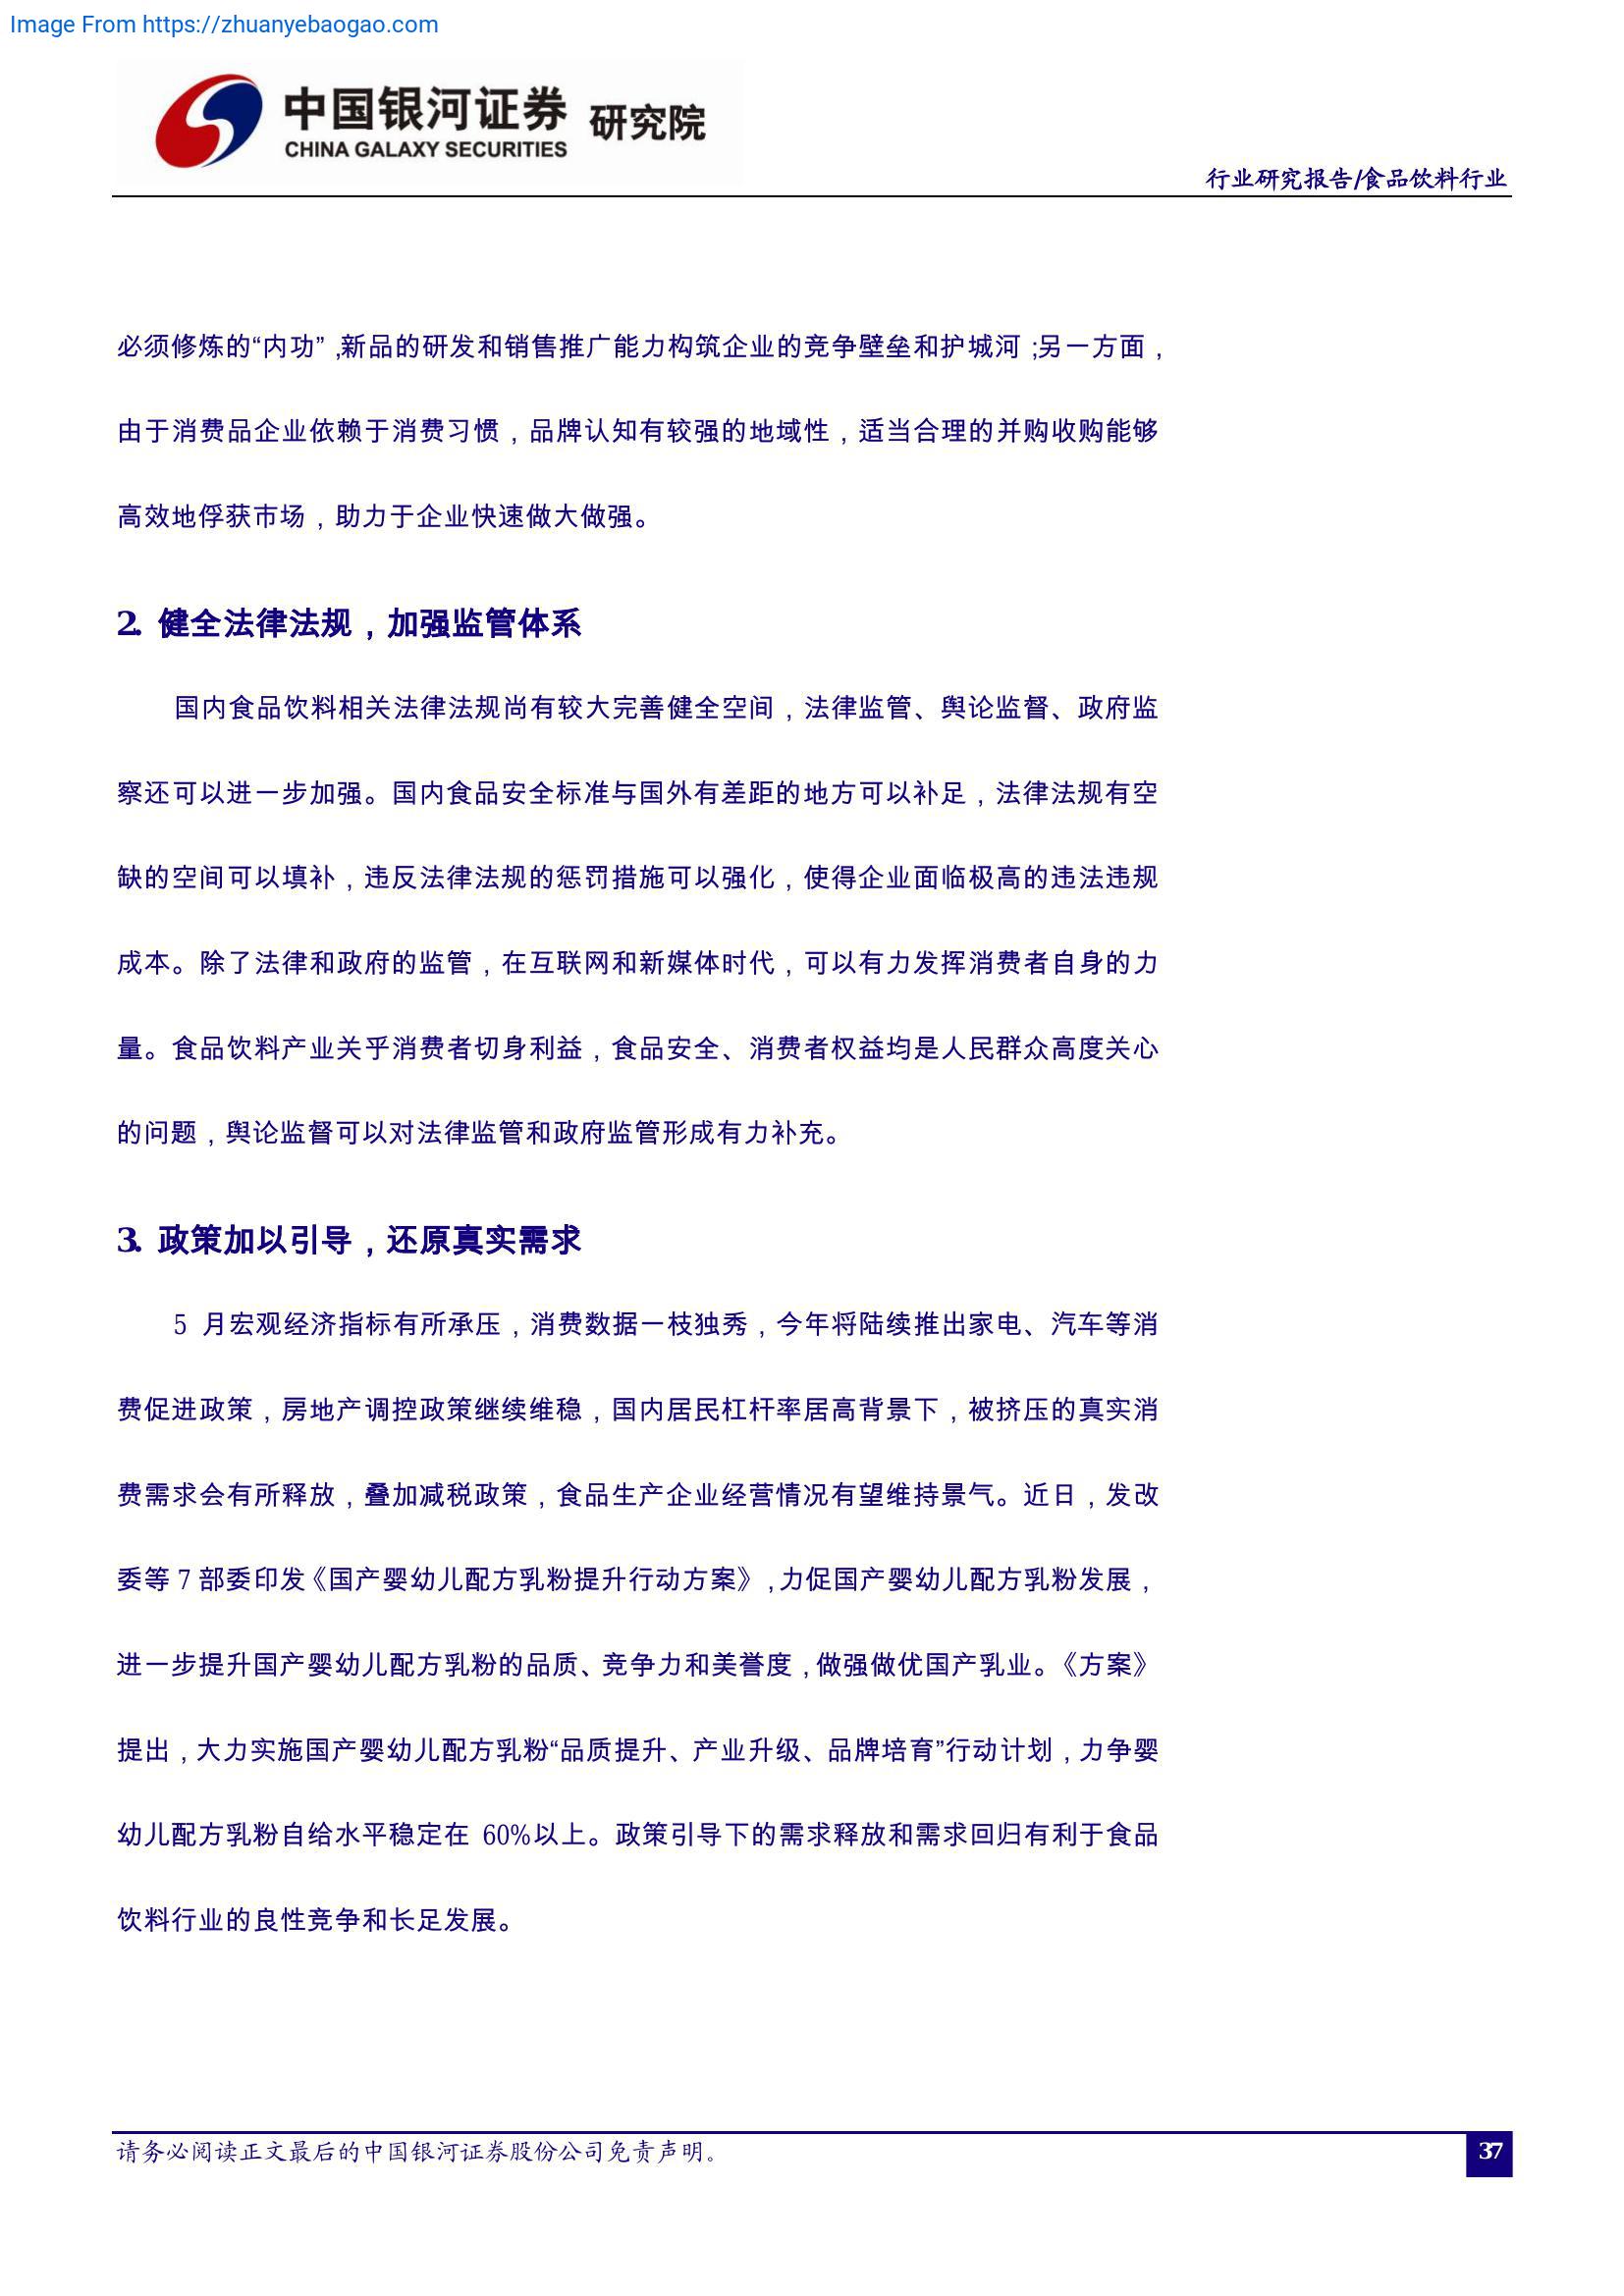 Image From https://zhuanyebaogao.com
中国银河证券 研究院
CHINA GALAXY SECURITIES
行业研究报告/食品饮料行业
必须修炼的“内功”,新品的研发和销售推广能力构筑企业的竞争壁垒和护城河;另一方面，
由于消费品企业依赖于消费习惯，品牌认知有较强的地域性，适当合理的并购收购能够
高效地俘获市场，助力于企业快速做大做强。
2. 健全法律法规，加强监管体系
国内食品饮料相关法律法规尚有较大完善健全空间，法律监管、舆论监督、政府监
察还可以进一步加强。国内食品安全标准与国外有差距的地方可以补足，法律法规有空
缺的空间可以填补，违反法律法规的惩罚措施可以强化，使得企业面临极高的违法违规
成本。除了法律和政府的监管，在互联网和新媒体时代，可以有力发挥消费者自身的力
量。食品饮料产业关乎消费者切身利益，食品安全、消费者权益均是人民群众高度关心
的问题，舆论监督可以对法律监管和政府监管形成有力补充。
3. 政策加以引导，还原真实需求
5 月宏观经济指标有所承压，消费数据一枝独秀，今年将陆续推出家电、汽车等消
费促进政策，房地产调控政策继续维稳，国内居民杠杆率居高背景下，被挤压的真实消
费需求会有所释放，叠加减税政策，食品生产企业经营情况有望维持景气。近日，发改
委等 7 部委印发《国产婴幼儿配方乳粉提升行动方案》,力促国产婴幼儿配方乳粉发展，
进一步提升国产婴幼儿配方乳粉的品质、竞争力和美誉度,做强做优国产乳业。《方案》
提出，大力实施国产婴幼儿配方乳粉“品质提升、产业升级、品牌培育”行动计划，力争婴
幼儿配方乳粉自给水平稳定在 60%以上。政策引导下的需求释放和需求回归有利于食品
饮料行业的良性竞争和长足发展。
请务必阅读正文最后的中国银河证券股份公司免责声明。
37